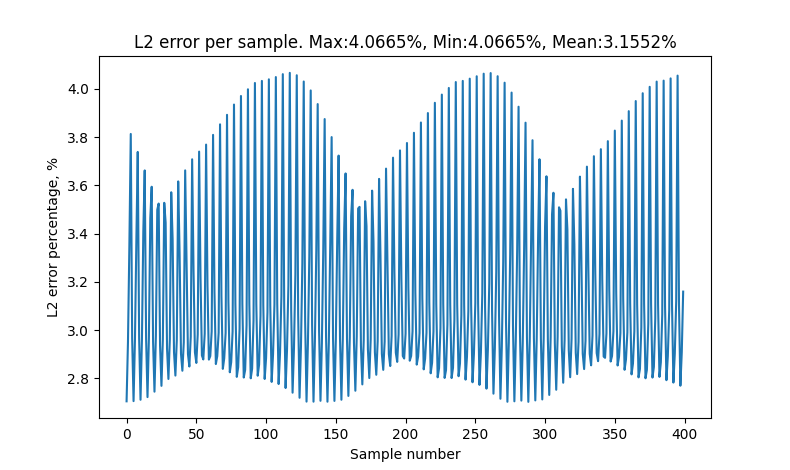 L2 error per sample. Max:4.0665%, Min:4.0665%, Mean:3.1552%
L2 error percentage, %
4.0
3.8
3.6
3.4
3.2
3.0
2.8
0 50 100 150 200 250 300 350 400
Sample number